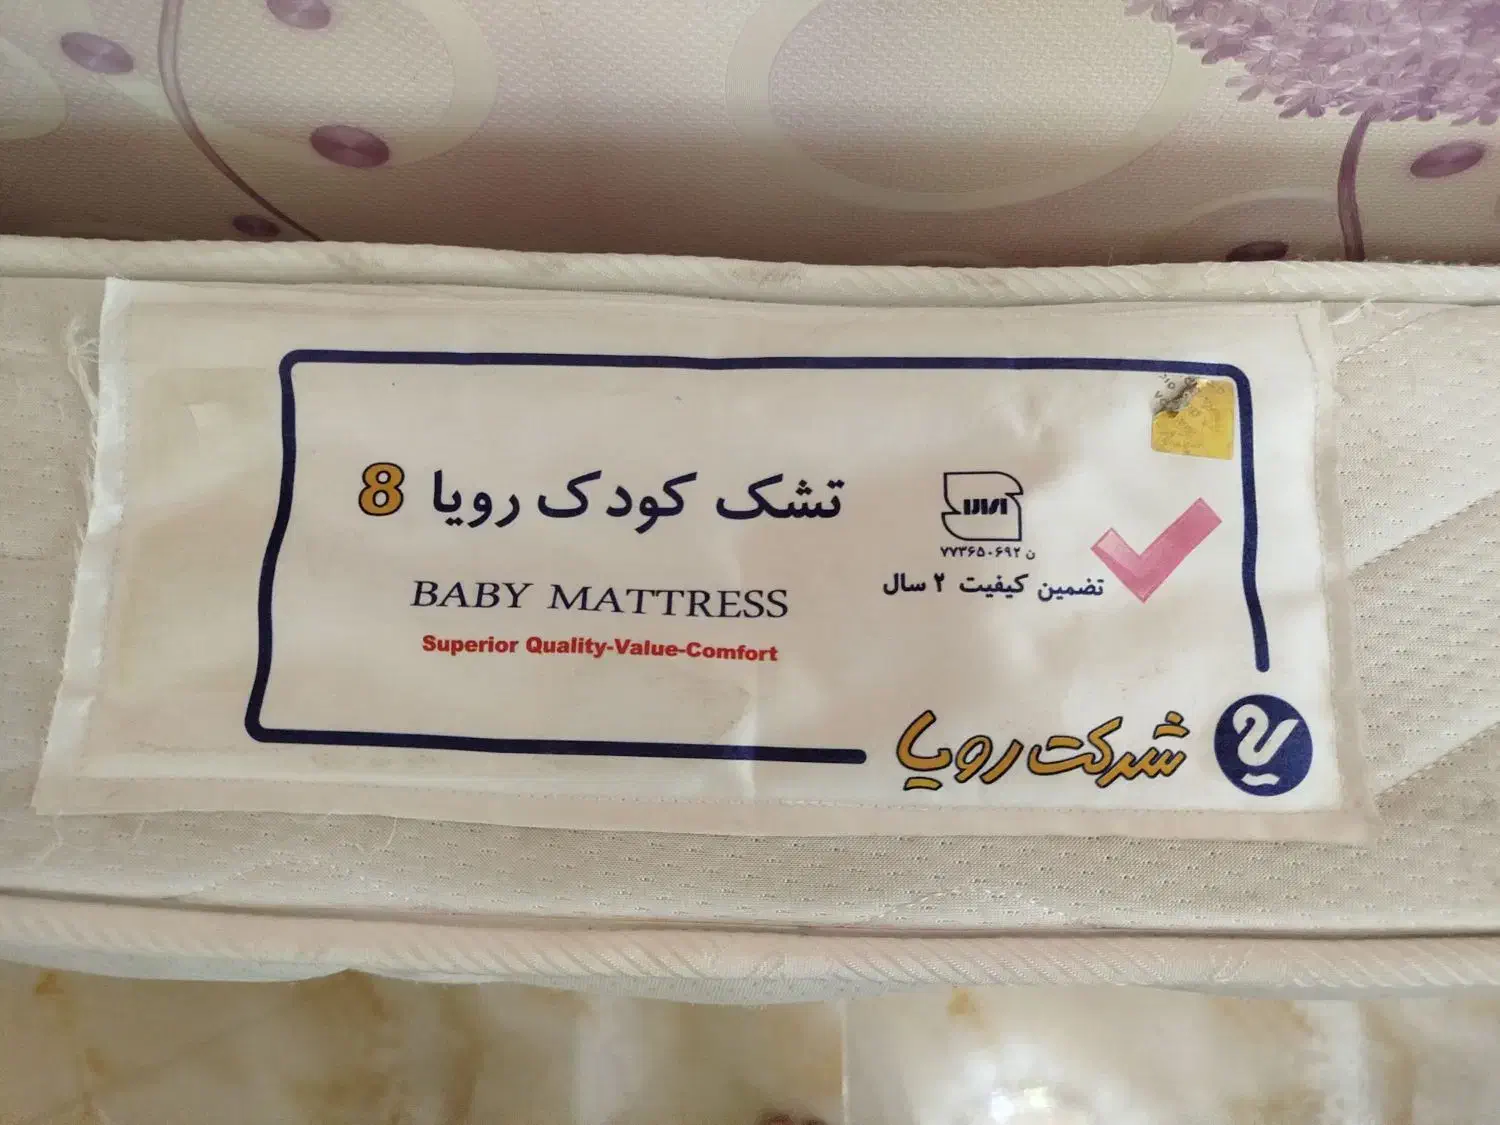 تشک کودک رویا 8
BABY MATTRESS
Superior Quality-Value-Comfort
ن ۷۷۳۶۵۰۶۹۲
تضمین کیفیت ۲ سال
شرکت رویا